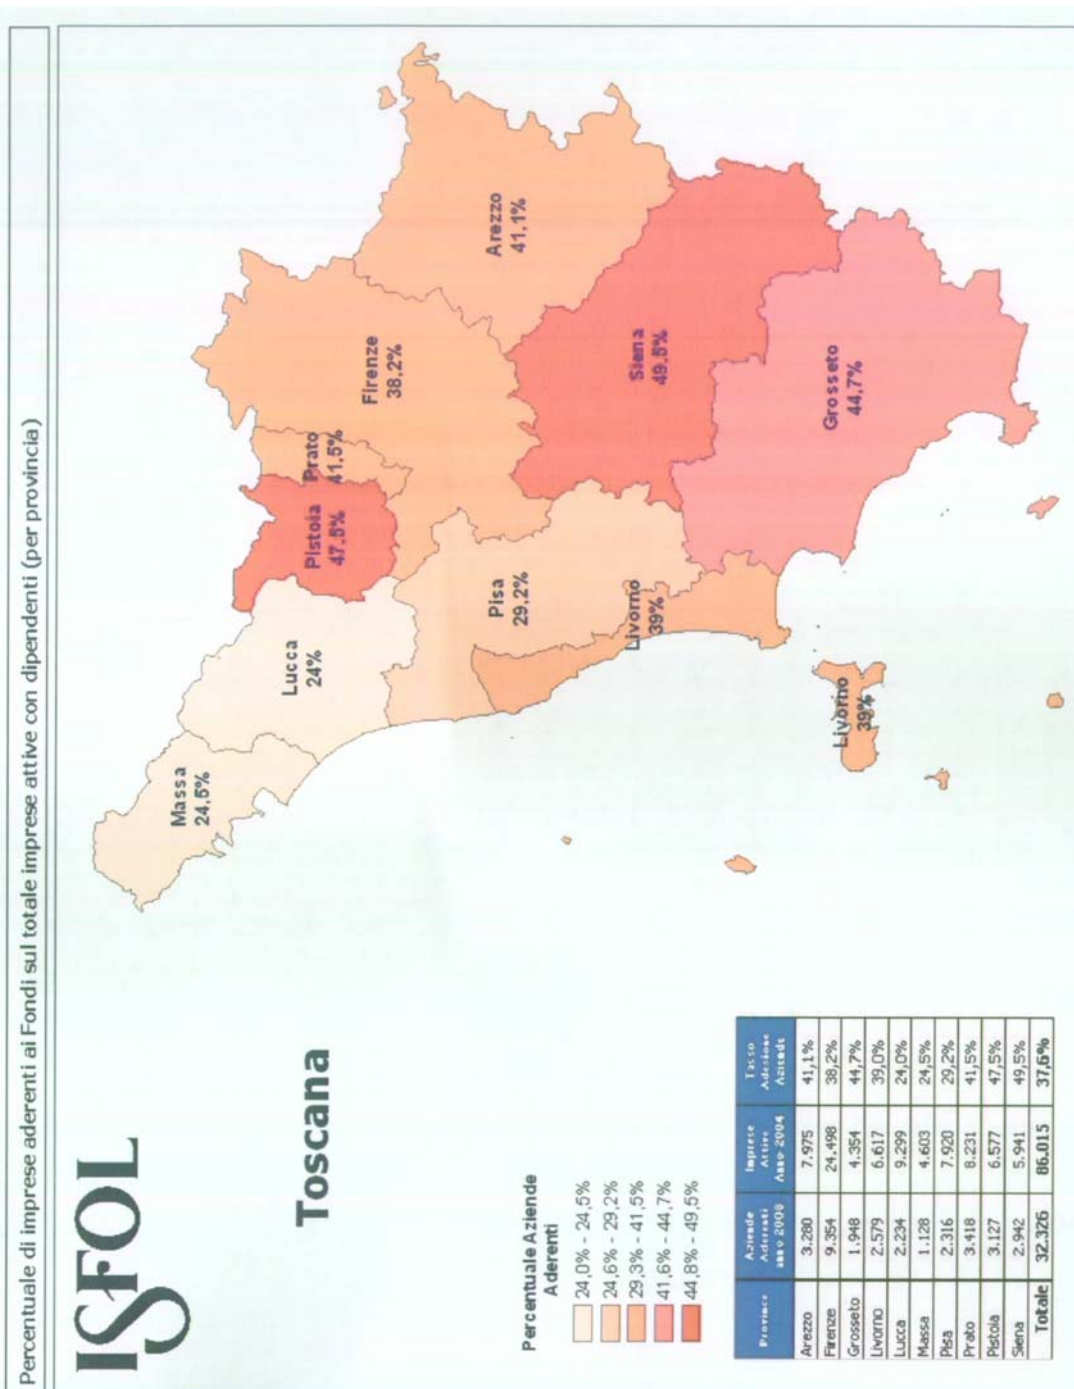 Percentuale di imprese aderenti ai Fondi sul totale imprese attive con dipendenti (per provincia)
ISFOL
Toscana
Massa
24,5%
Lucca
24%
Pistoia
47,5%
Prato
41,5%
Firenze
38,2%
Arezzo
41,1%
Pisa
29,2%
Livorno
39%
Siena
49,5%
Grosseto
44,7%
Livorno
39%
Percentuale Aziende
Aderenti
24,0% - 24,5%
24,6% - 29,2%
29,3% - 41,5%
41,6% - 44,7%
44,8% - 49,5%
Province Aziende Aderenti anno 2008 Imprese Attive Anno 2004 Tasso Adesione Aziende
Arezzo 3.280 7.975 41,1%
Firenze 9.354 24.498 38,2%
Grosseto 1.948 4.354 44,7%
Livorno 2.579 6.617 39,0%
Lucca 2.234 9.299 24,0%
Massa 1.128 4.603 24,5%
Pisa 2.316 7.920 29,2%
Prato 3.418 8.231 41,5%
Pistoia 3.127 6.577 47,5%
Siena 2.942 5.941 49,5%
Totale 32.326 86.015 37,6%